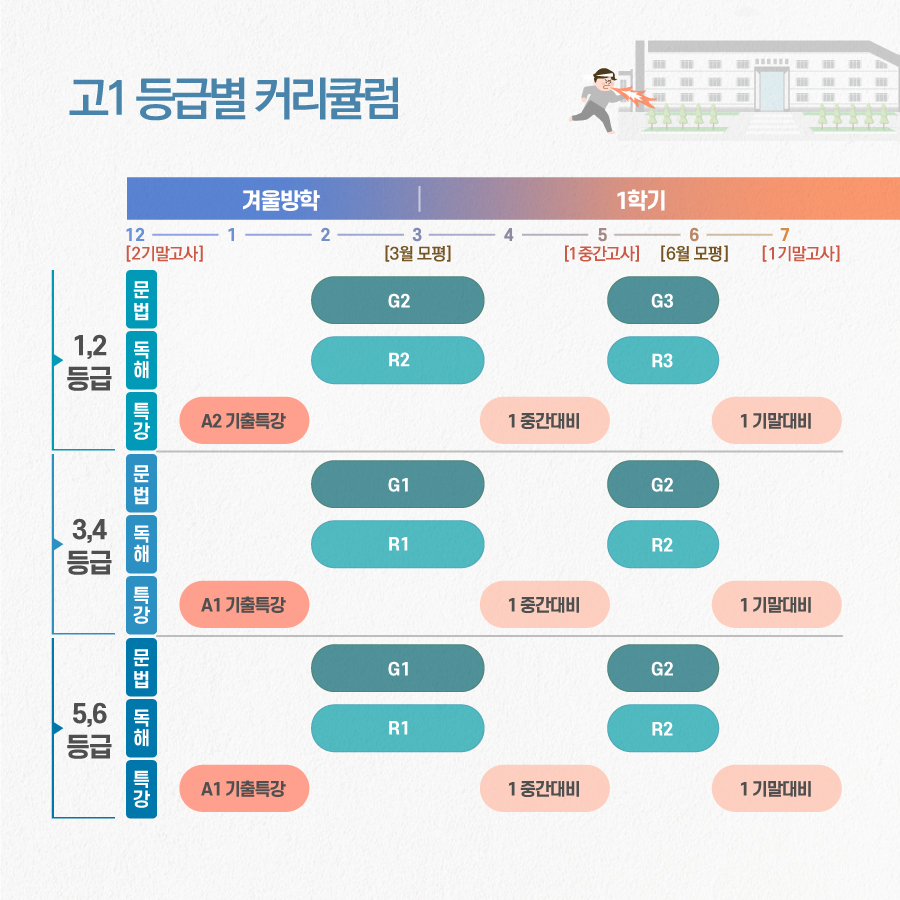 고1 등급별 커리큘럼
겨울방학 1학기
12 1 2 3 4 5 6 7
[2기말고사] [3월 모평] [1중간고사] [6월 모평] [1기말고사]
1,2
등급
문법 G2 G3
독해 R2 R3
특강 A2 기출특강 1 중간대비 1 기말대비
3,4
등급
문법 G1 G2
독해 R1 R2
특강 A1 기출특강 1 중간대비 1 기말대비
5,6
등급
문법 G1 G2
독해 R1 R2
특강 A1 기출특강 1 중간대비 1 기말대비